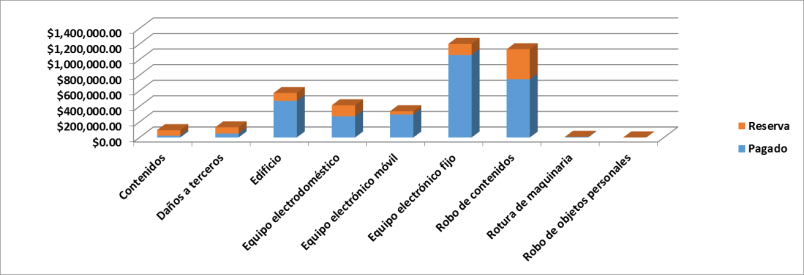 $1,400,000.00
$1,200,000.00
$1,000,000.00
$800,000.00
$600,000.00
$400,000.00
$200,000.00
$0.00
Contenidos
Daños a terceros
Edificio
Equipo electrodoméstico
Equipo electrónico móvil
Equipo electrónico fijo
Robo de contenidos
Rotura de maquinaria
Robo de objetos personales
Reserva
Pagado